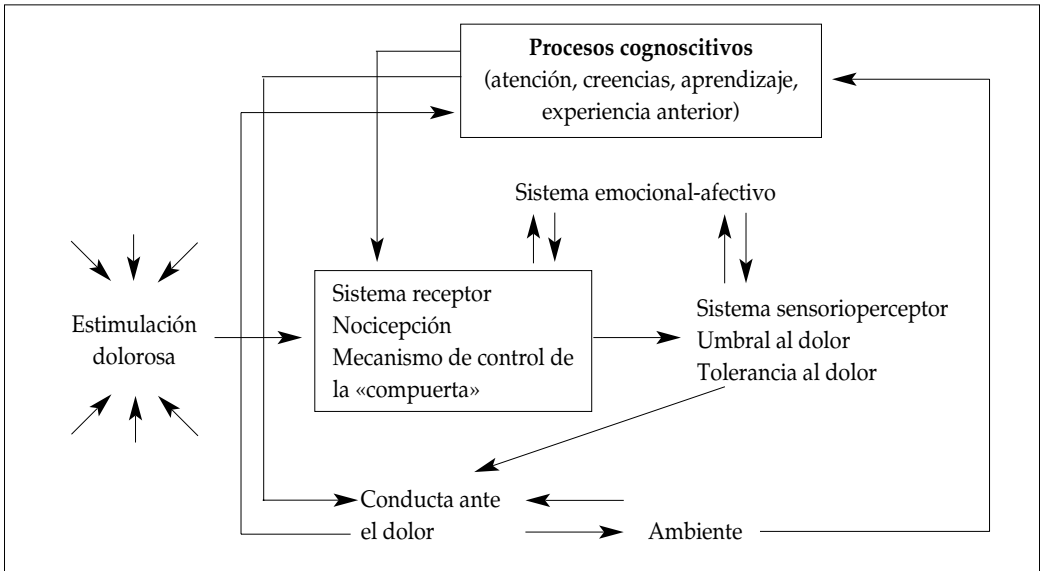 Procesos cognoscitivos
(atención, creencias, aprendizaje,
experiencia anterior)
Sistema emocional-afectivo
Estimulación
dolorosa
Sistema receptor
Nocicepción
Mecanismo de control de
la «compuerta»
Sistema sensorioperceptor
Umbral al dolor
Tolerancia al dolor
Conducta ante
el dolor
Ambiente